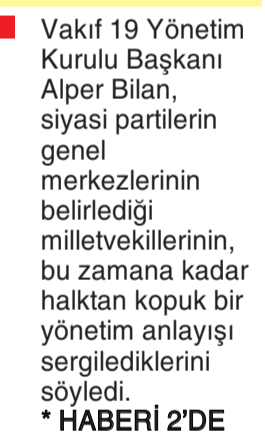 Vakıf 19 Yönetim
Kurulu Başkanı
Alper Bilan,
siyasi partilerin
genel
merkezlerinin
belirlediği
milletvekillerinin,
bu zamana kadar
halktan kopuk bir
yönetim anlayışı
sergilediklerini
söyledi.
* HABERİ 2’DE